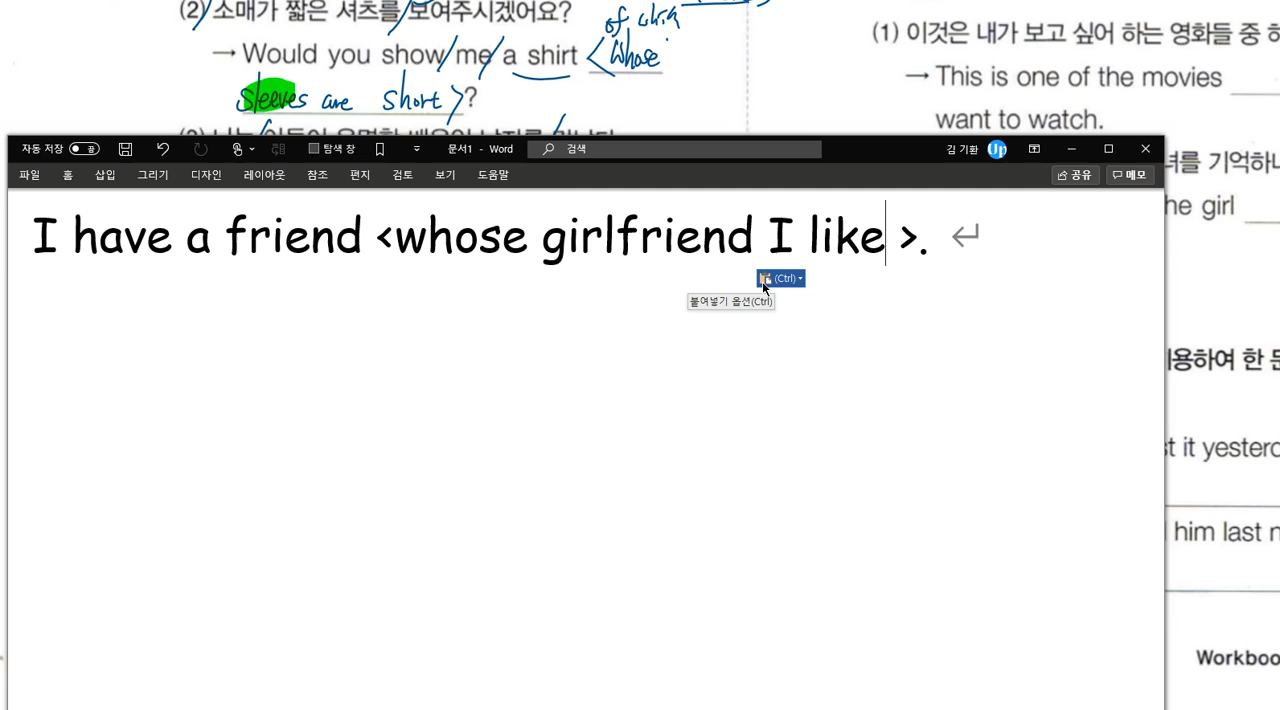 (2) 소매가 짧은 셔츠를 보여주시겠어요?
of which
→ Would you show me a shirt <whose
sleeves are short>?
(1) 이것은 내가 보고 싶어 하는 영화들 중 하
→ This is one of the movies
want to watch.
자동 저장 끔 탐색 창 문서1 - Word 검색 김 기환 Up
파일 홈 삽입 그리기 디자인 레이아웃 참조 편지 검토 보기 도움말 공유 메모
I have a friend <whose girlfriend I like >.
(Ctrl)
붙여넣기 옵션(Ctrl)
를 기억하
he girl
용하여 한
st it yesterd
him last n
Workboo